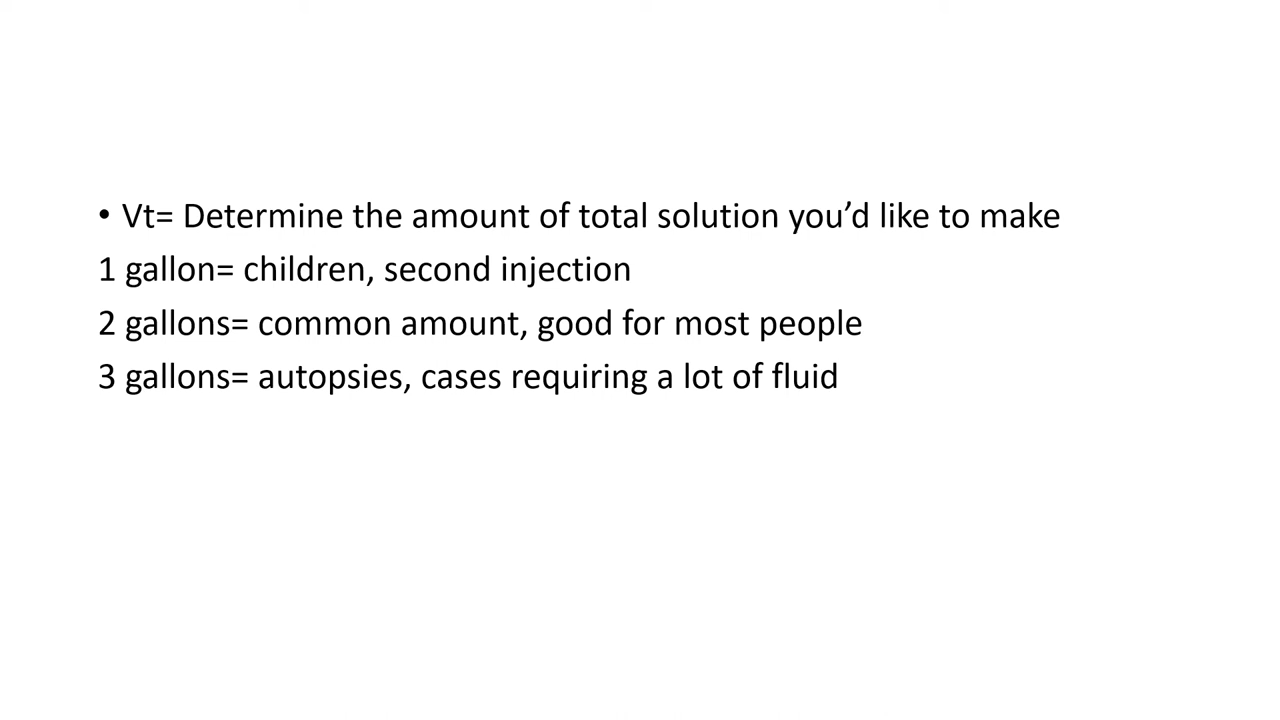 • Vt= Determine the amount of total solution you’d like to make
1 gallon= children, second injection
2 gallons= common amount, good for most people
3 gallons= autopsies, cases requiring a lot of fluid